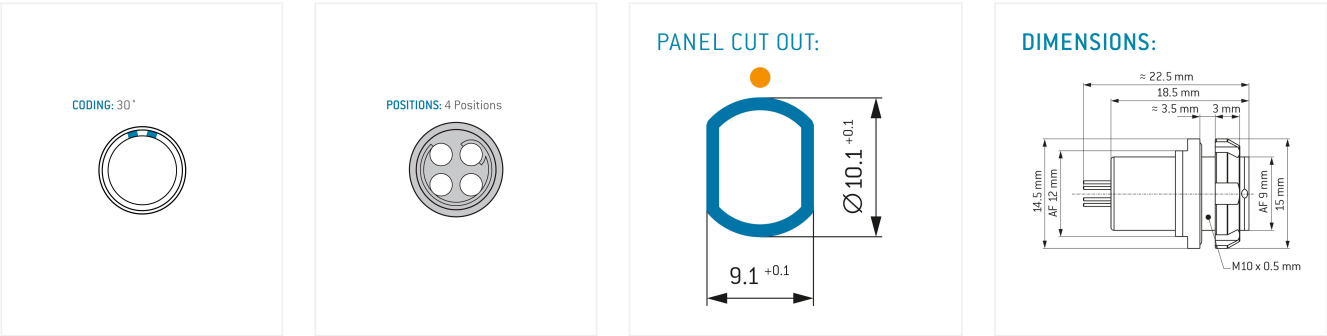 CODING: 30°
POSITIONS: 4 Positions
PANEL CUT OUT:
Ø 10.1 +0.1
9.1 +0.1
DIMENSIONS:
≈ 22.5 mm
18.5 mm
≈ 3.5 mm
3 mm
14.5 mm
AF 12 mm
AF 9 mm
15 mm
M10 x 0.5 mm